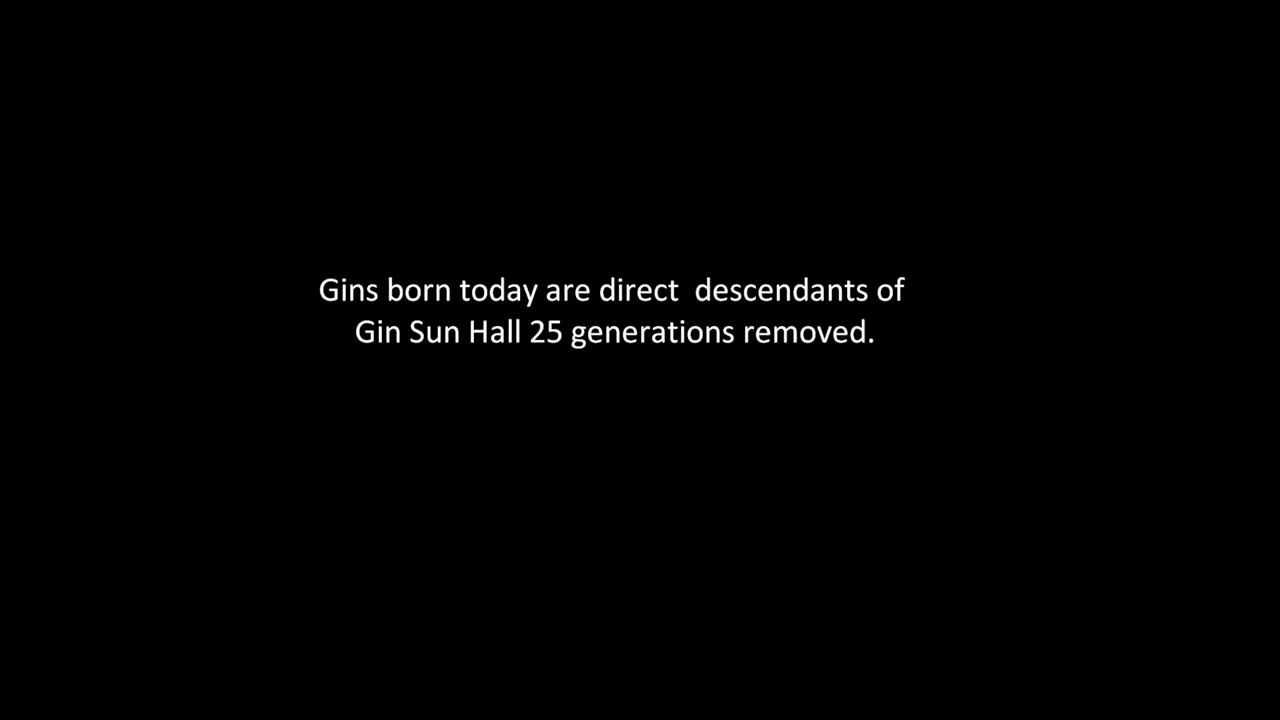 Gins born today are direct  descendants of
Gin Sun Hall 25 generations removed.